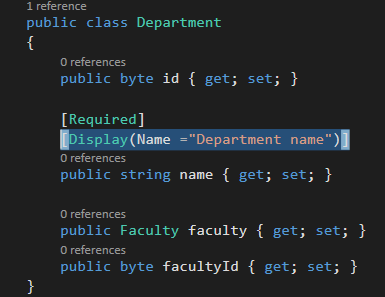 1 reference
public class Department
{
0 references
public byte id { get; set; }
[Required]
[Display(Name ="Department name")]
0 references
public string name { get; set; }
0 references
public Faculty faculty { get; set; }
0 references
public byte facultyId { get; set; }
}